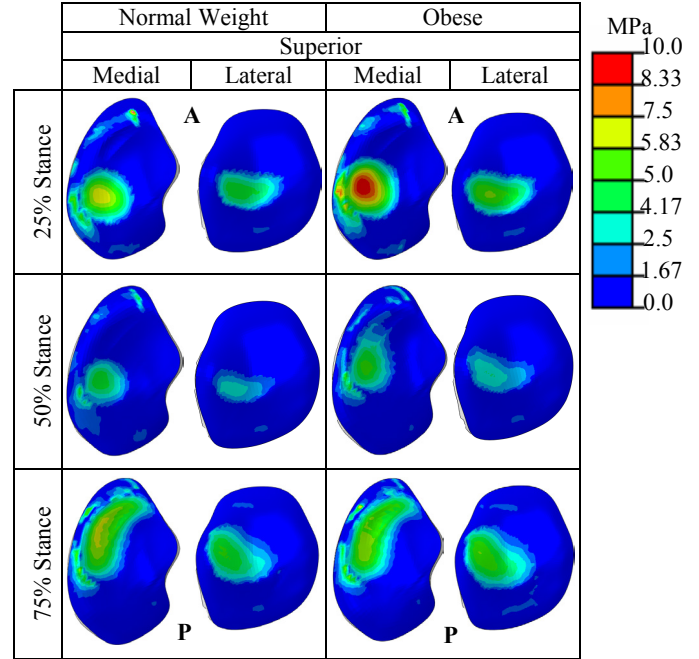 Normal Weight Obese
Superior
Medial Lateral Medial Lateral
25% Stance
A A
50% Stance
75% Stance
P P
MPa
10.0
8.33
7.5
5.83
5.0
4.17
2.5
1.67
0.0